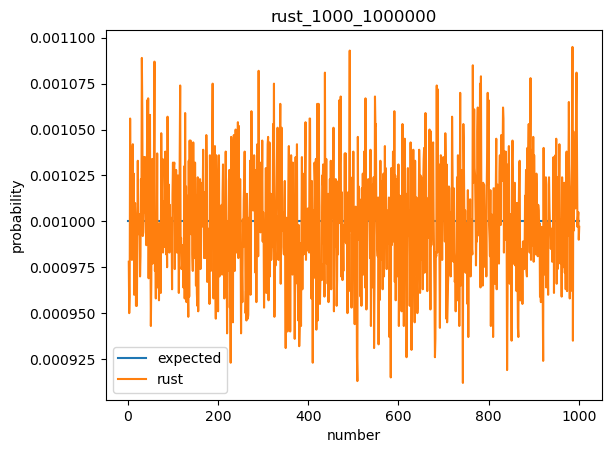 rust_1000_1000000
0.001100
0.001075
0.001050
0.001025
0.001000
0.000975
0.000950
0.000925
probability
expected
rust
0 200 400 600 800 1000
number